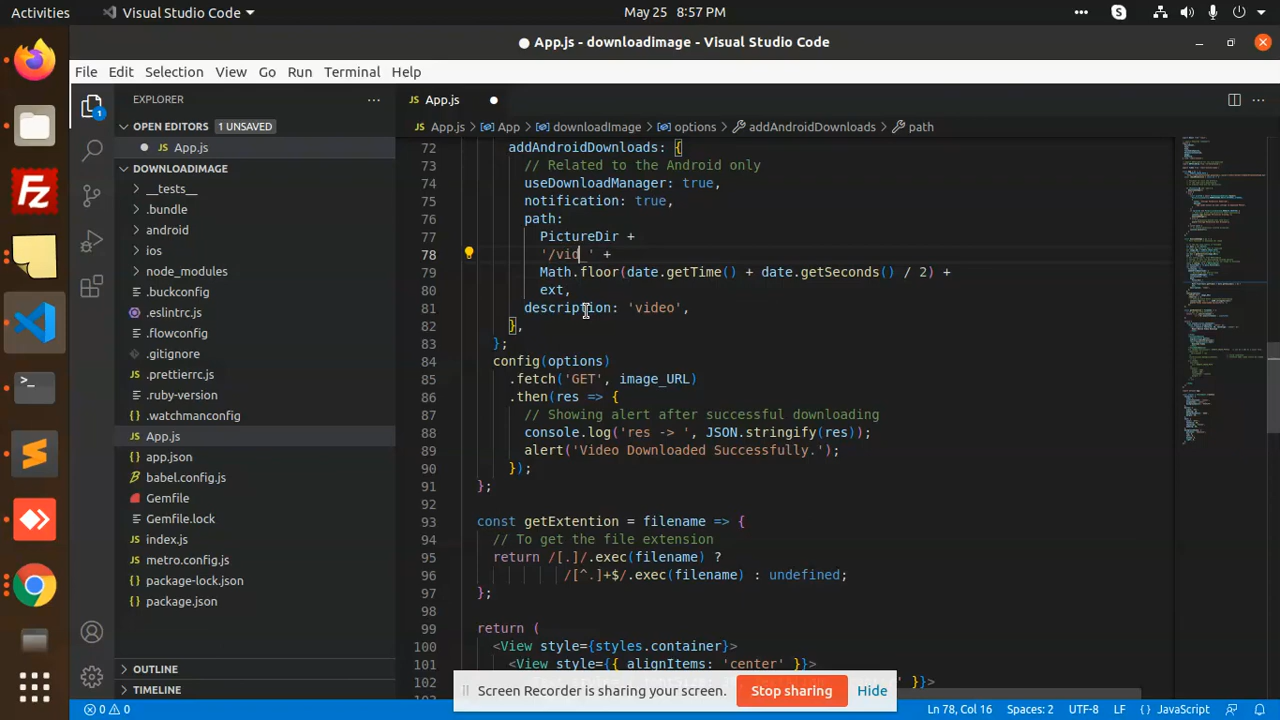 Activities
Visual Studio Code
May 25 8:57 PM
App.js - downloadimage - Visual Studio Code
File Edit Selection View Go Run Terminal Help
EXPLORER
OPEN EDITORS 1 UNSAVED
App.js
DOWNLOADIMAGE
__tests__
.bundle
android
ios
node_modules
.buckconfig
.eslintrc.js
.flowconfig
.gitignore
.prettierrc.js
.ruby-version
.watchmanconfig
App.js
app.json
babel.config.js
Gemfile
Gemfile.lock
index.js
metro.config.js
package-lock.json
package.json
OUTLINE
TIMELINE
App.js
App.js > App > downloadImage > options > addAndroidDownloads > path
72 addAndroidDownloads: {
73 // Related to the Android only
74 useDownloadManager: true,
75 notification: true,
76 path:
77 PictureDir +
78 '/vid_' +
79 Math.floor(date.getTime() + date.getSeconds() / 2) +
80 ext,
81 description: 'video',
82 },
83 };
84 config(options)
85 .fetch('GET', image_URL)
86 .then(res => {
87 // Showing alert after successful downloading
88 console.log('res -> ', JSON.stringify(res));
89 alert('Video Downloaded Successfully.');
90 });
91 };
92
93 const getExtention = filename => {
94 // To get the file extension
95 return /[.]/.exec(filename) ?
96 /[^.]+$/.exec(filename) : undefined;
97 };
98
99 return (
100 <View style={styles.container}>
101 <View style={{ alignItems: 'center' }}>
102
Screen Recorder is sharing your screen.
Stop sharing
Hide
0 0
Ln 78, Col 16
Spaces: 2
UTF-8
LF
{} JavaScript